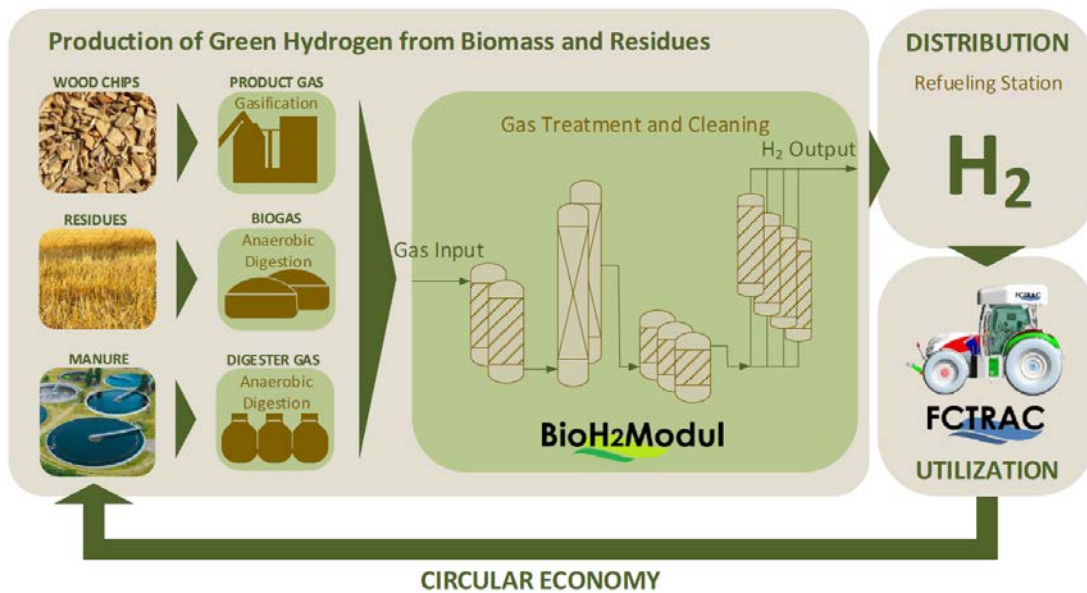 Production of Green Hydrogen from Biomass and Residues
WOOD CHIPS
PRODUCT GAS
Gasification
RESIDUES
BIOGAS
Anaerobic
Digestion
MANURE
DIGESTER GAS
Anaerobic
Digestion
Gas Treatment and Cleaning
H₂ Output
Gas Input
BioH2Modul
DISTRIBUTION
Refueling Station
H₂
FCTRAC
FCTRAC
UTILIZATION
CIRCULAR ECONOMY